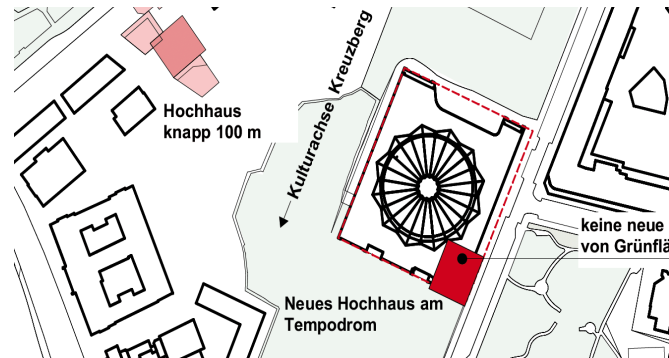 Hochhaus
knapp 100 m
Kulturachse Kreuzberg
keine neue
von Grünflä
Neues Hochhaus am
Tempodrom